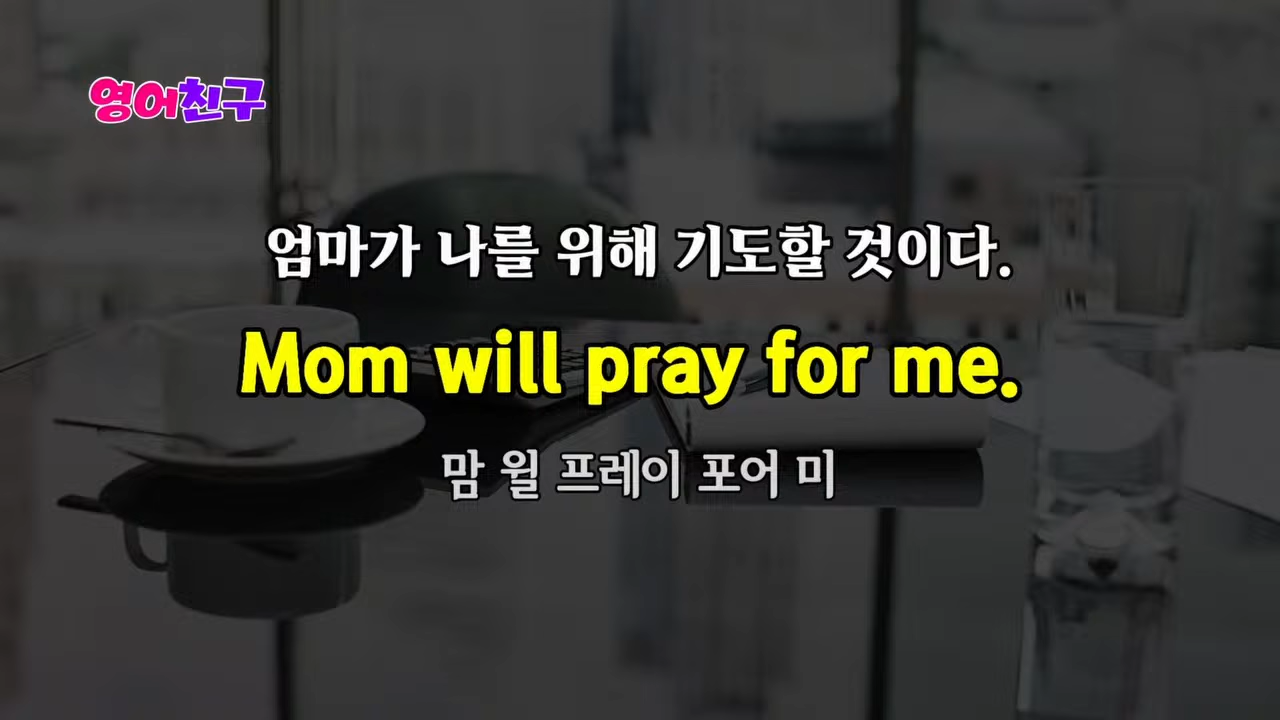 영어친구
엄마가 나를 위해 기도할 것이다.
Mom will pray for me.
맘 윌 프레이 포어 미